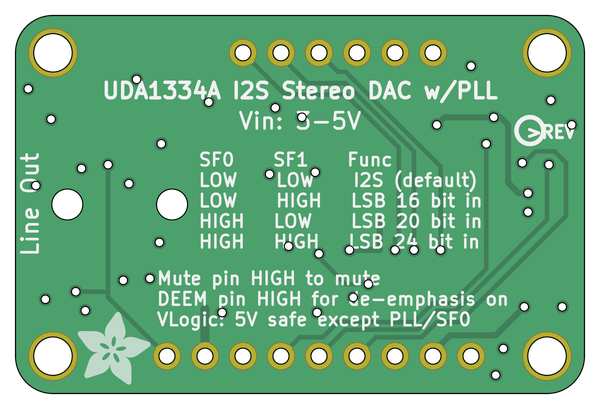 UDA1334A I2S Stereo DAC w/PLL
Vin: 3-5V
>REV
Line Out
SF0 SF1 Func
LOW LOW I2S (default)
LOW HIGH LSB 16 bit in
HIGH LOW LSB 20 bit in
HIGH HIGH LSB 24 bit in
Mute pin HIGH to mute
DEEM pin HIGH for de-emphasis on
VLogic: 5V safe except PLL/SF0